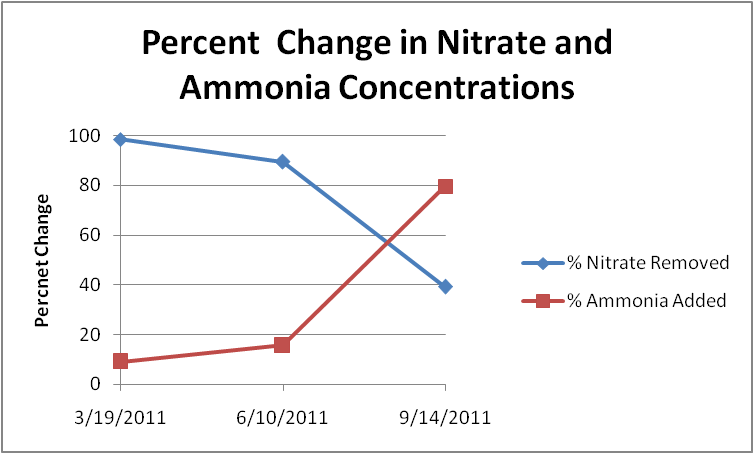 Percent  Change in Nitrate and
Ammonia Concentrations
100
80
60
40
20
0
Percnet Change
3/19/2011
6/10/2011
9/14/2011
% Nitrate Removed
% Ammonia Added